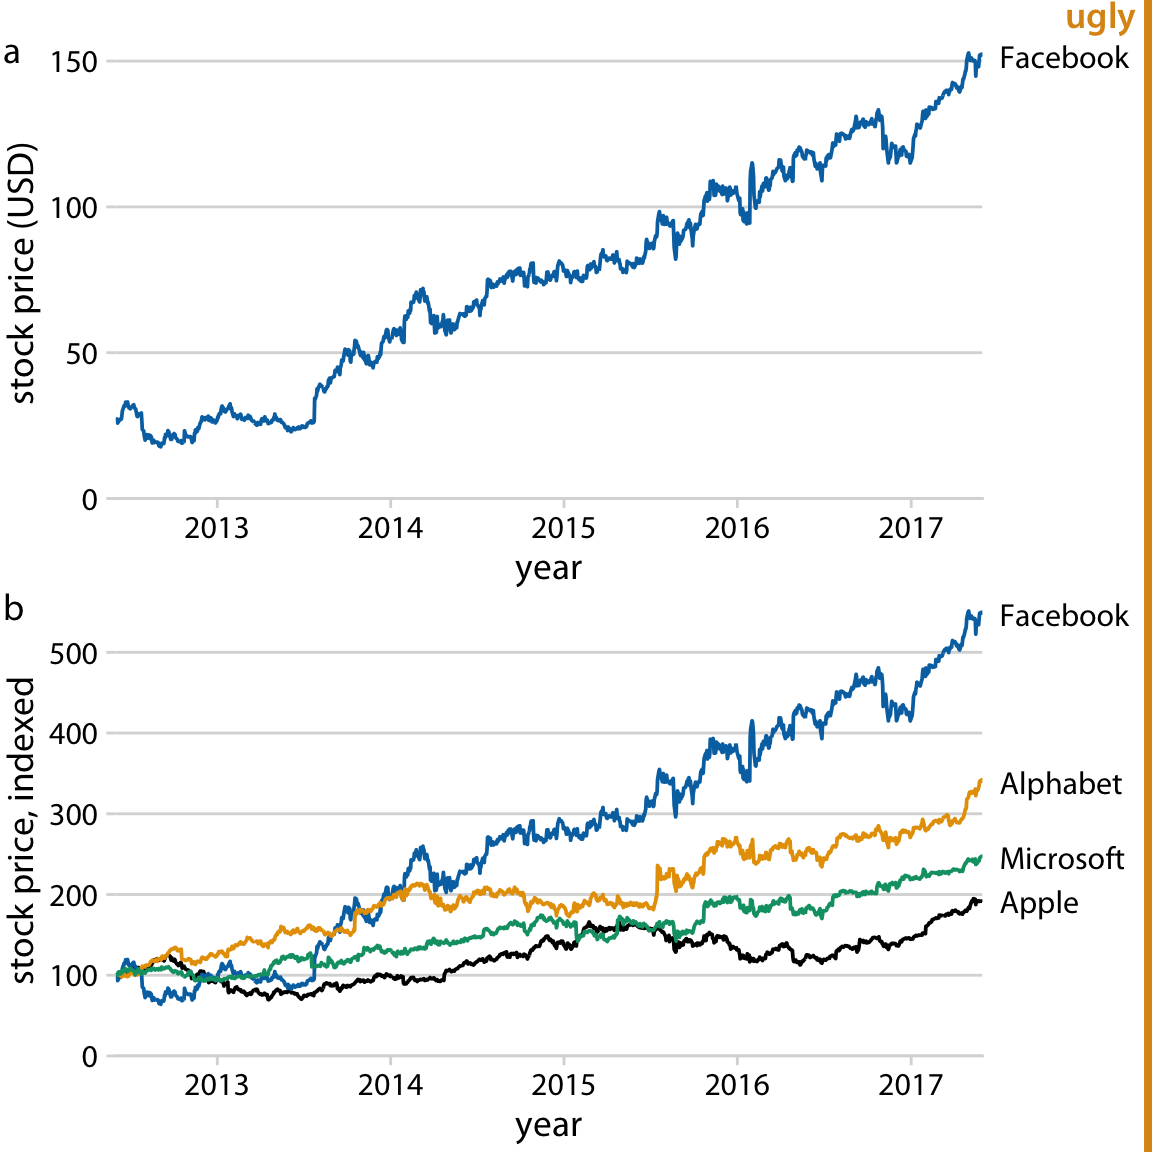 ugly
a
stock price (USD)
150
100
50
0
Facebook
2013 2014 2015 2016 2017
year
b
stock price, indexed
500
400
300
200
100
0
Facebook
Alphabet
Microsoft
Apple
2013 2014 2015 2016 2017
year